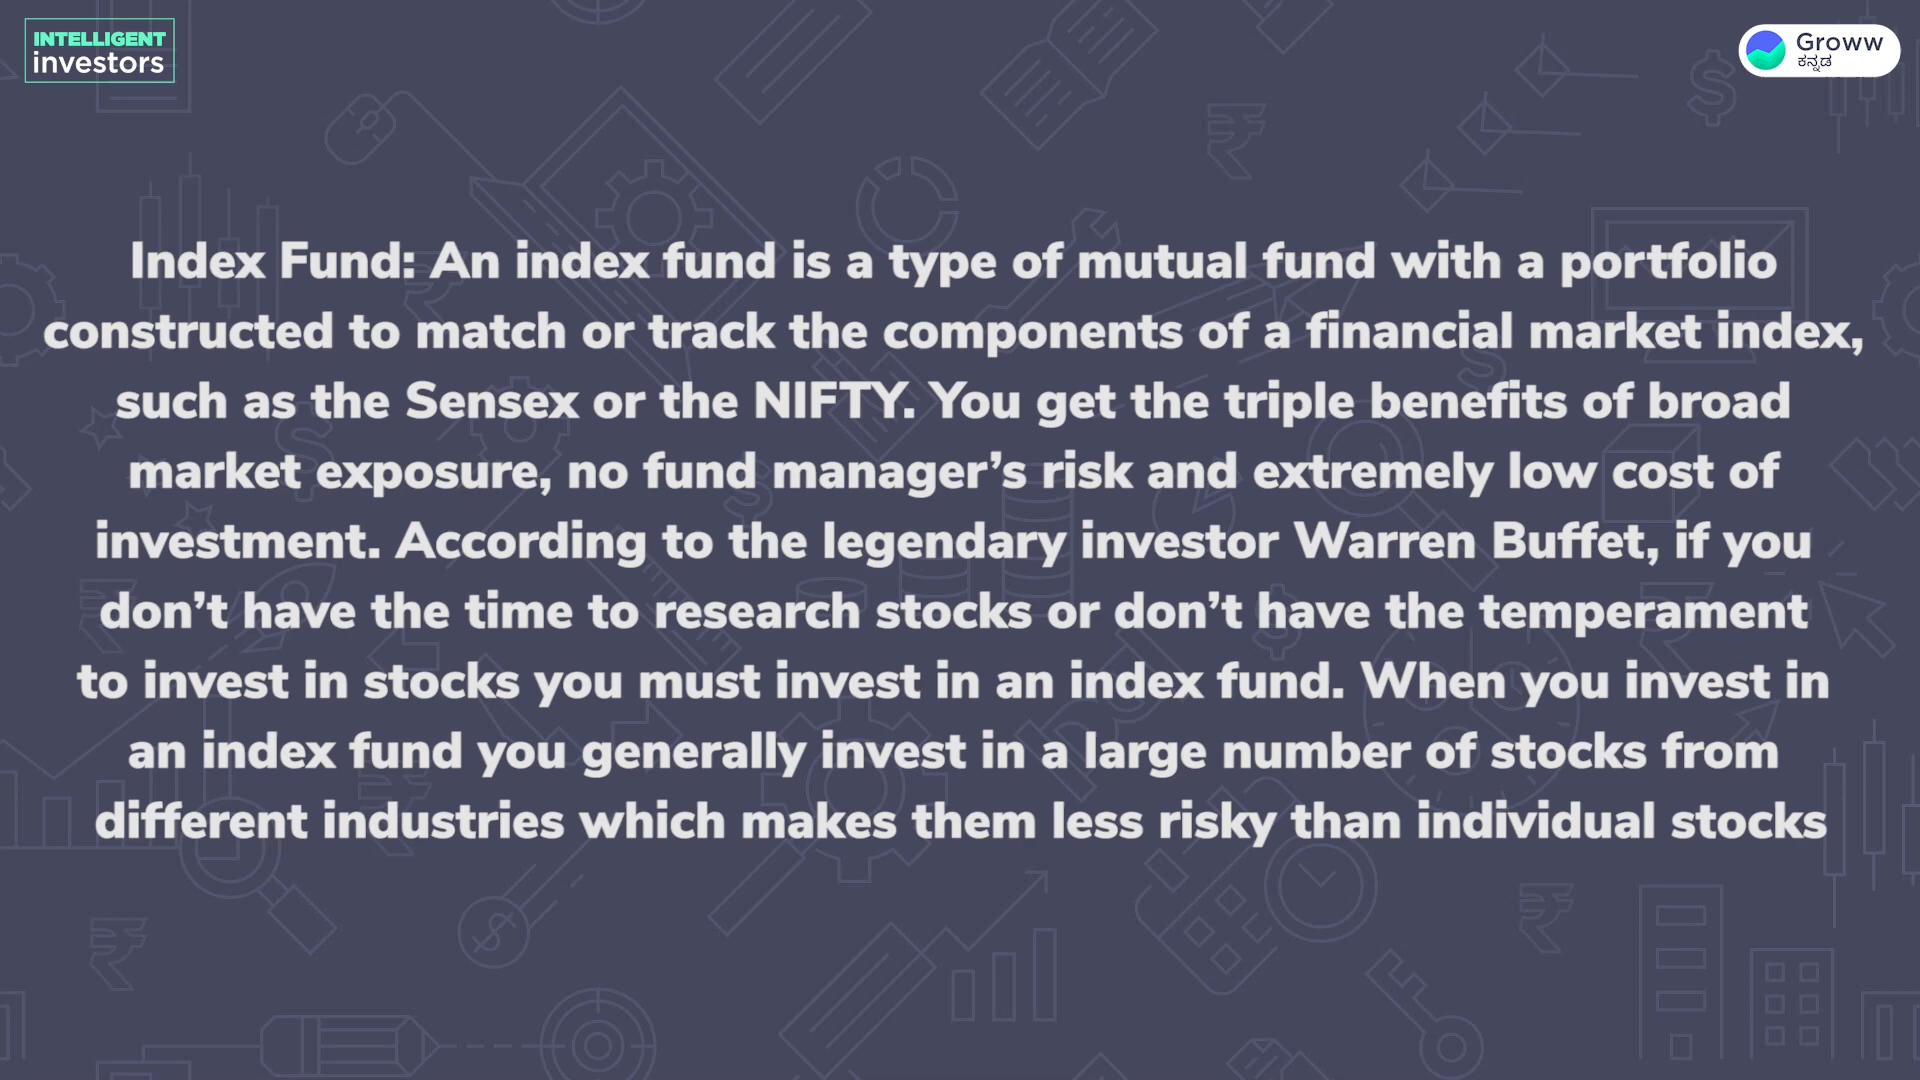 INTELLIGENT
investors
Groww
ಕನ್ನಡ
Index Fund: An index fund is a type of mutual fund with a portfolio
constructed to match or track the components of a financial market index,
such as the Sensex or the NIFTY. You get the triple benefits of broad
market exposure, no fund manager’s risk and extremely low cost of
investment. According to the legendary investor Warren Buffet, if you
don’t have the time to research stocks or don’t have the temperament
to invest in stocks you must invest in an index fund. When you invest in
an index fund you generally invest in a large number of stocks from
different industries which makes them less risky than individual stocks